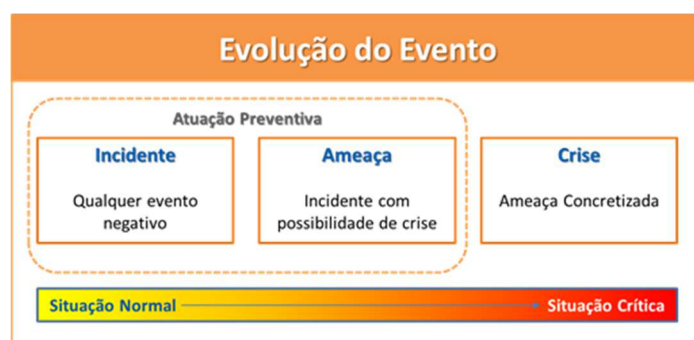 Evolução do Evento
Atuação Preventiva
Incidente
Qualquer evento
negativo
Ameaça
Incidente com
possibilidade de crise
Crise
Ameaça Concretizada
Situação Normal
Situação Crítica